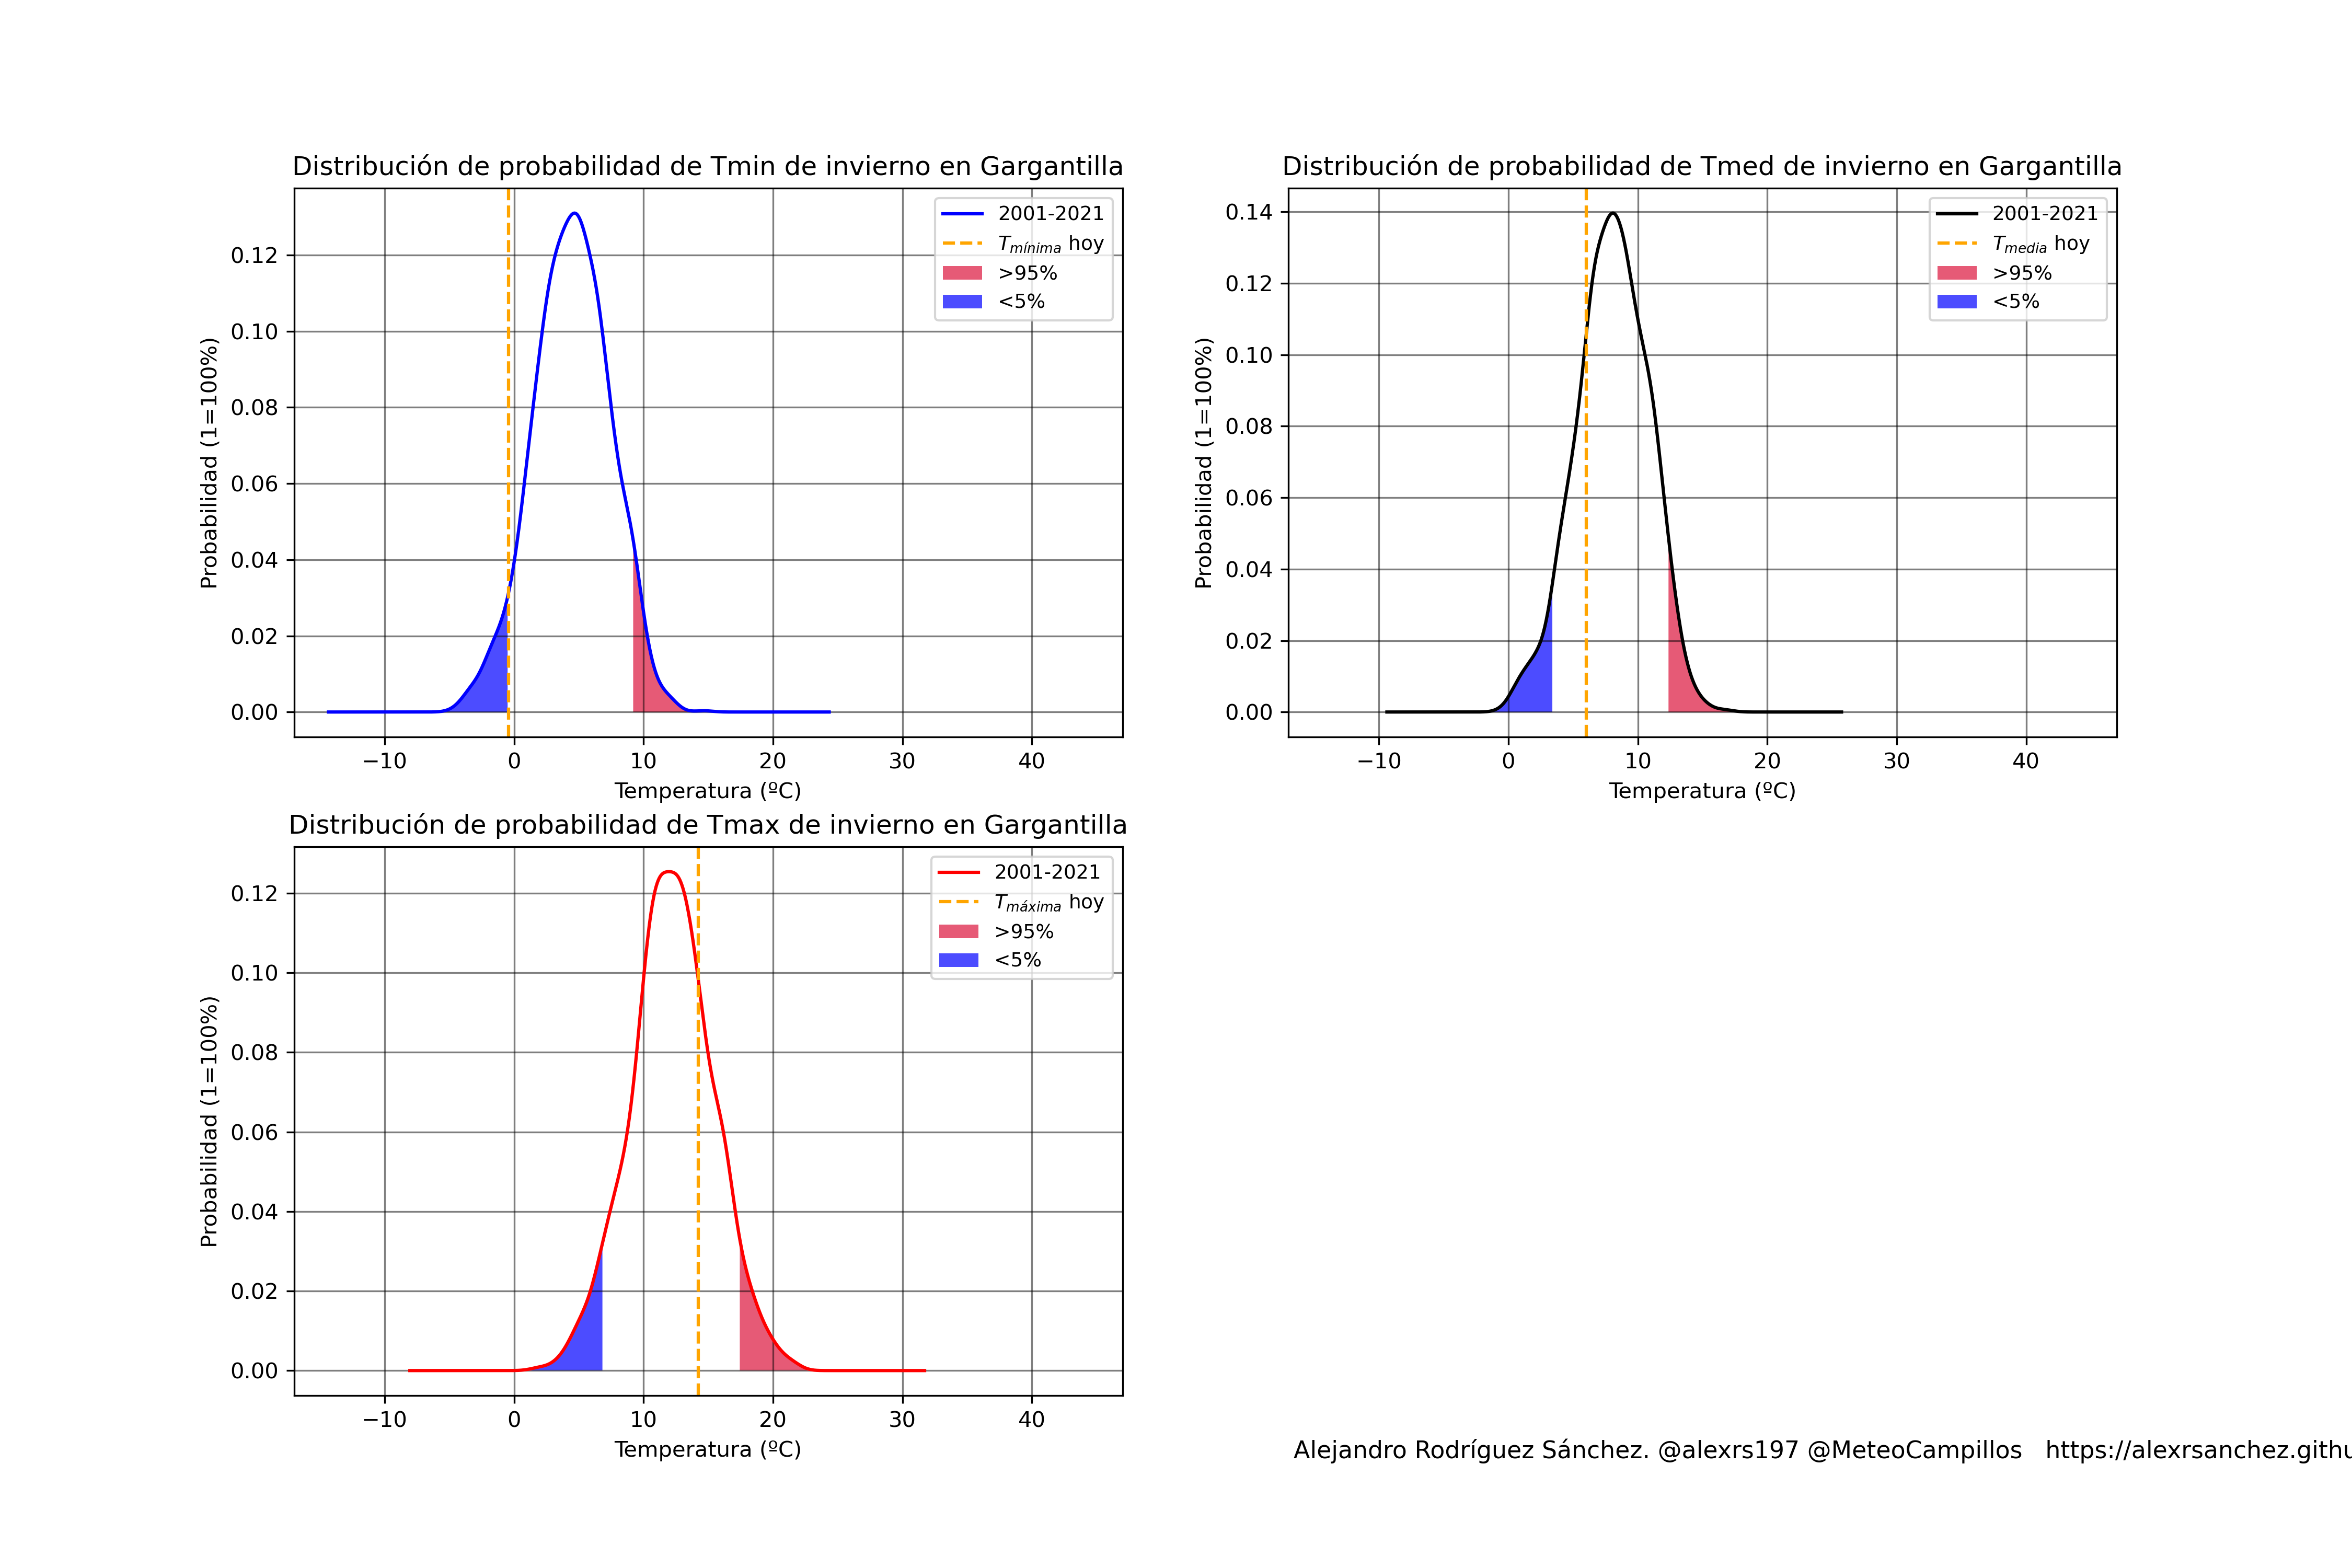 Distribución de probabilidad de Tmin de invierno en Gargantilla
Probabilidad (1=100%)
0.12
0.10
0.08
0.06
0.04
0.02
0.00
−10 0 10 20 30 40
Temperatura (ºC)
2001-2021
Tmínima hoy
>95%
<5%
Distribución de probabilidad de Tmed de invierno en Gargantilla
Probabilidad (1=100%)
0.14
0.12
0.10
0.08
0.06
0.04
0.02
0.00
−10 0 10 20 30 40
Temperatura (ºC)
2001-2021
Tmedia hoy
>95%
<5%
Distribución de probabilidad de Tmax de invierno en Gargantilla
Probabilidad (1=100%)
0.12
0.10
0.08
0.06
0.04
0.02
0.00
−10 0 10 20 30 40
Temperatura (ºC)
2001-2021
Tmáxima hoy
>95%
<5%
Alejandro Rodríguez Sánchez. @alexrs197 @MeteoCampillos https://alexrsanchez.githu